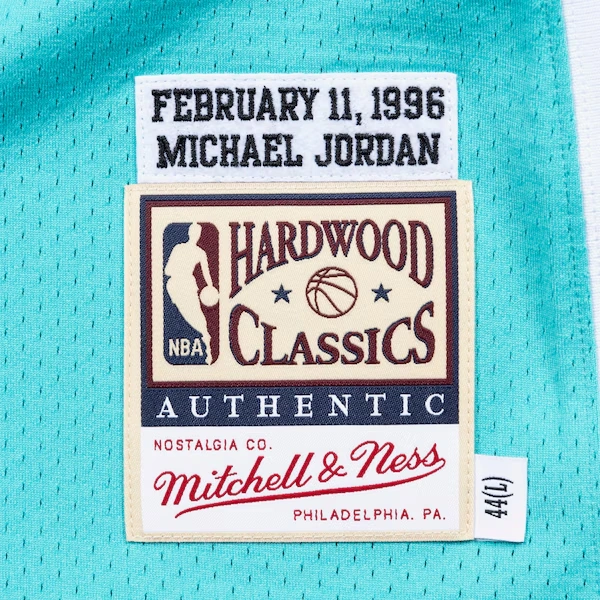 FEBRUARY 11, 1996
MICHAEL JORDAN
HARDWOOD
NBA
CLASSICS
AUTHENTIC
NOSTALGIA CO.
Mitchell & Ness
PHILADELPHIA, PA.
44(L)